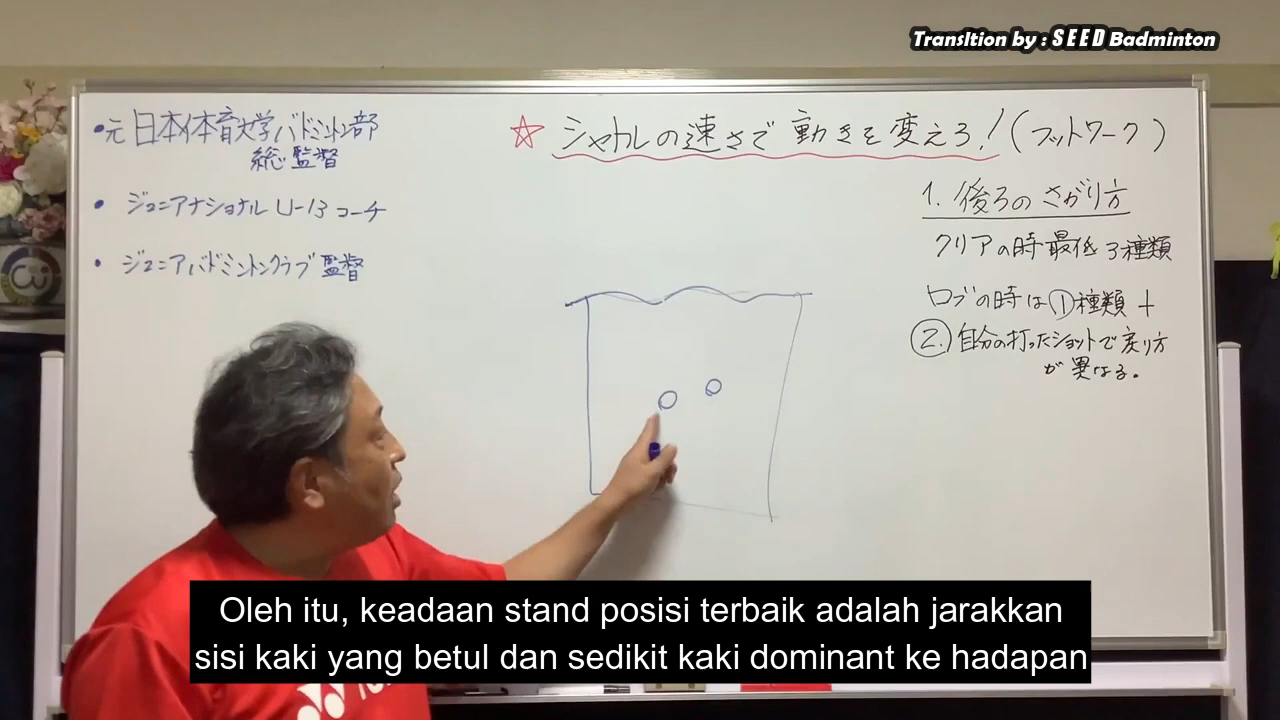 Transltion by : SEED Badminton
•元 日本体育大学バドミントン部
総監督
• ジュニアナショナル U-13 コーチ
• ジュニアバドミントンクラブ 監督
☆ シャトルの速さで 動きを変えろ!(フットワーク)
1. 後ろの さがり方
クリアの時 最低 3種類
ロブの時は①種類 +
②.自分の打ったショットで戻り方
が 異なる。
Oleh itu, keadaan stand posisi terbaik adalah jarakkan
sisi kaki yang betul dan sedikit kaki dominant ke hadapan